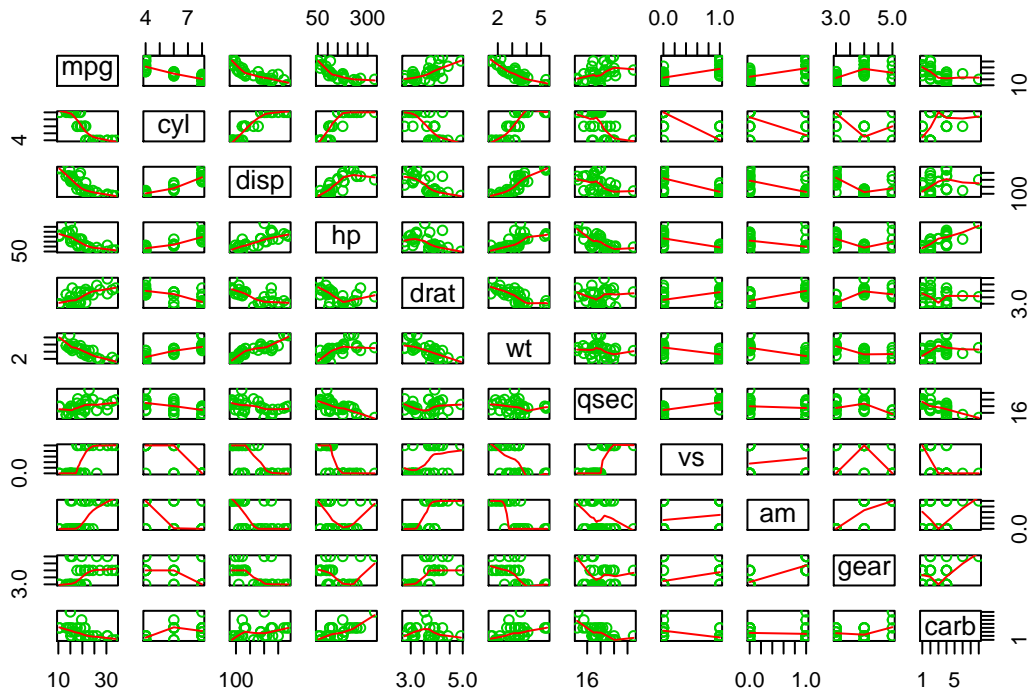 4 7 50 300 2 5 0.0 1.0 3.0 5.0
mpg 10
4 cyl
disp 100
50 hp
drat 3.0
2 wt
qsec 16
0.0 vs
am 0.0
3.0 gear
carb 1
10 30 100 3.0 5.0 16 0.0 1.0 1 5